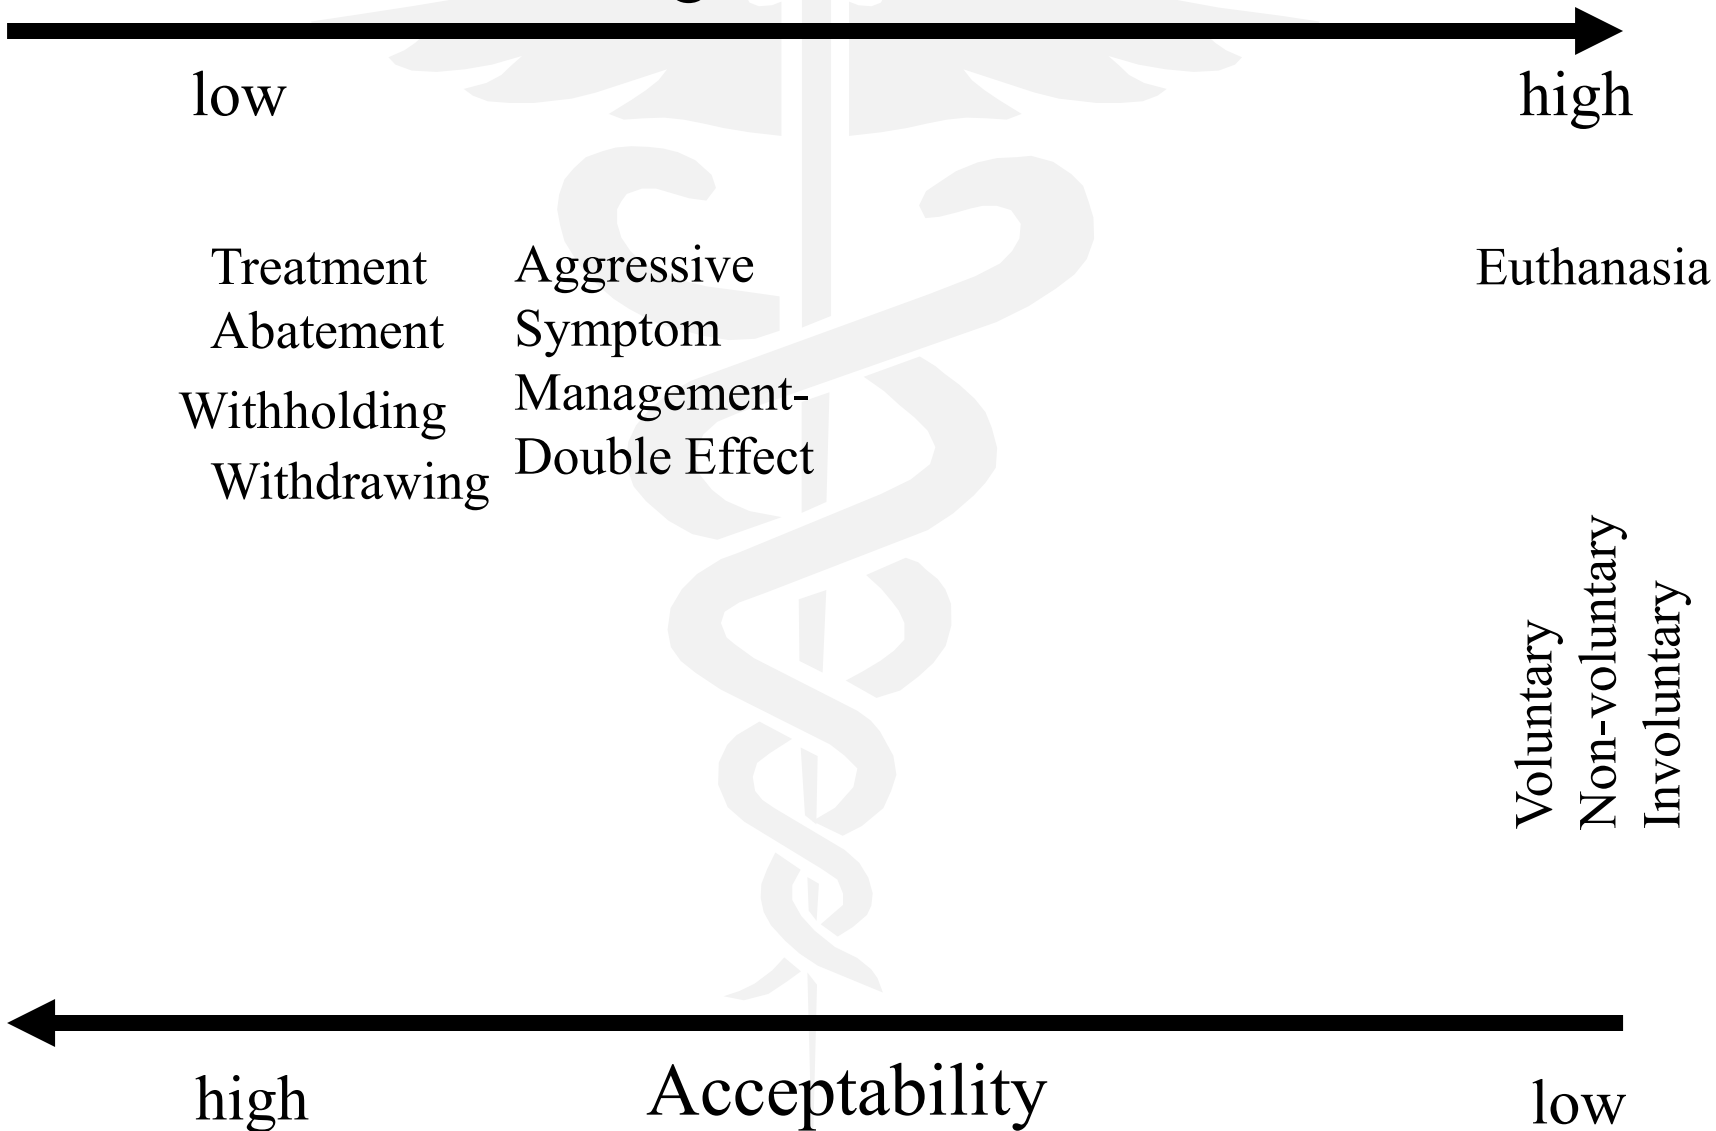 low
high
Treatment
Abatement
Withholding
Withdrawing
Aggressive
Symptom
Management-
Double Effect
Euthanasia
Voluntary
Non-voluntary
Involuntary
high
Acceptability
low